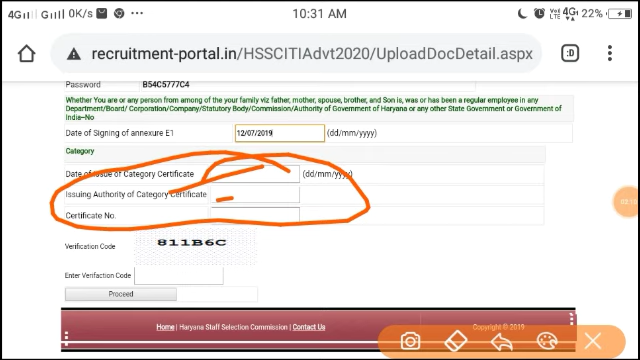 4G 4G 0K/s 10:31 AM VoI LTE 4G 22%
recruitment-portal.in/HSSCITIAdvt2020/UploadDocDetail.aspx :D
Password B54C5777C4
Whether You are or any person from among of the your family viz father, mother, spouse, brother, and Son is, was or has been a regular employee in any
Department/Board/ Corporation/Company/Statutory Body/Commission/Authority of Government of Haryana or any other State Government or Government of
India-No
Date of Signing of annexure E1 12/07/2019 (dd/mm/yyyy)
Category
Date of Issue of Category Certificate (dd/mm/yyyy)
Issuing Authority of Category Certificate
Certificate No.
Verification Code 811B6C
Enter Verifaction Code
Proceed
Home | Haryana Staff Selection Commission | Contact Us Copyright © 2019